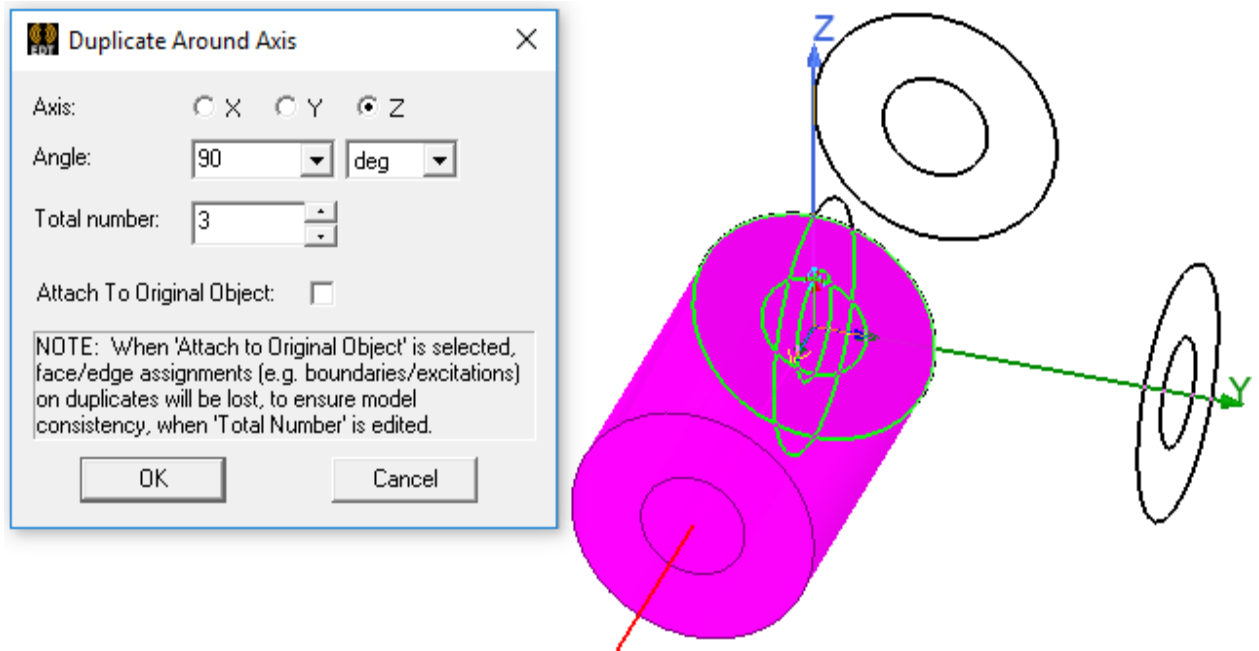 EDT Duplicate Around Axis
Axis: X Y Z
Angle: 90 deg
Total number: 3
Attach To Original Object:
NOTE: When 'Attach to Original Object' is selected,
face/edge assignments (e.g. boundaries/excitations)
on duplicates will be lost, to ensure model
consistency, when 'Total Number' is edited.
OK Cancel
Z
Y